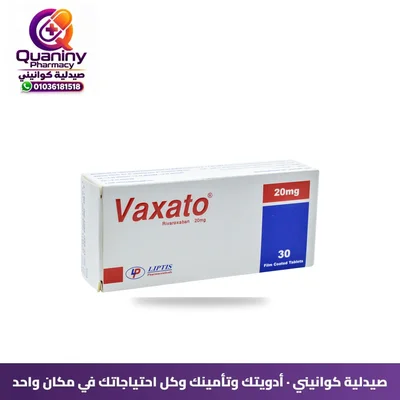 Quaniny
Pharmacy
صيدلية كوانيني
01036181518
Vaxato®
Rivaroxaban 20mg
20mg
30
Film Coated Tablets
LP
LIPTIS
صيدلية كوانيني - أدويتك وتأمينك وكل احتياجاتك في مكان واحد